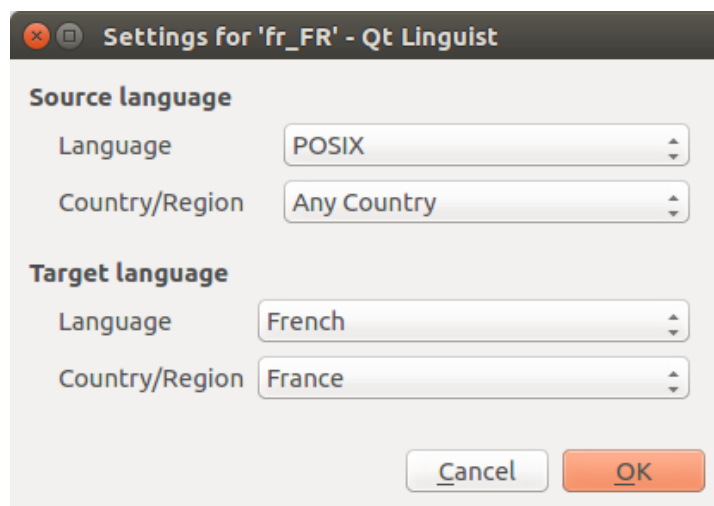 Settings for 'fr_FR' - Qt Linguist
Source language
Language POSIX
Country/Region Any Country
Target language
Language French
Country/Region France
Cancel OK